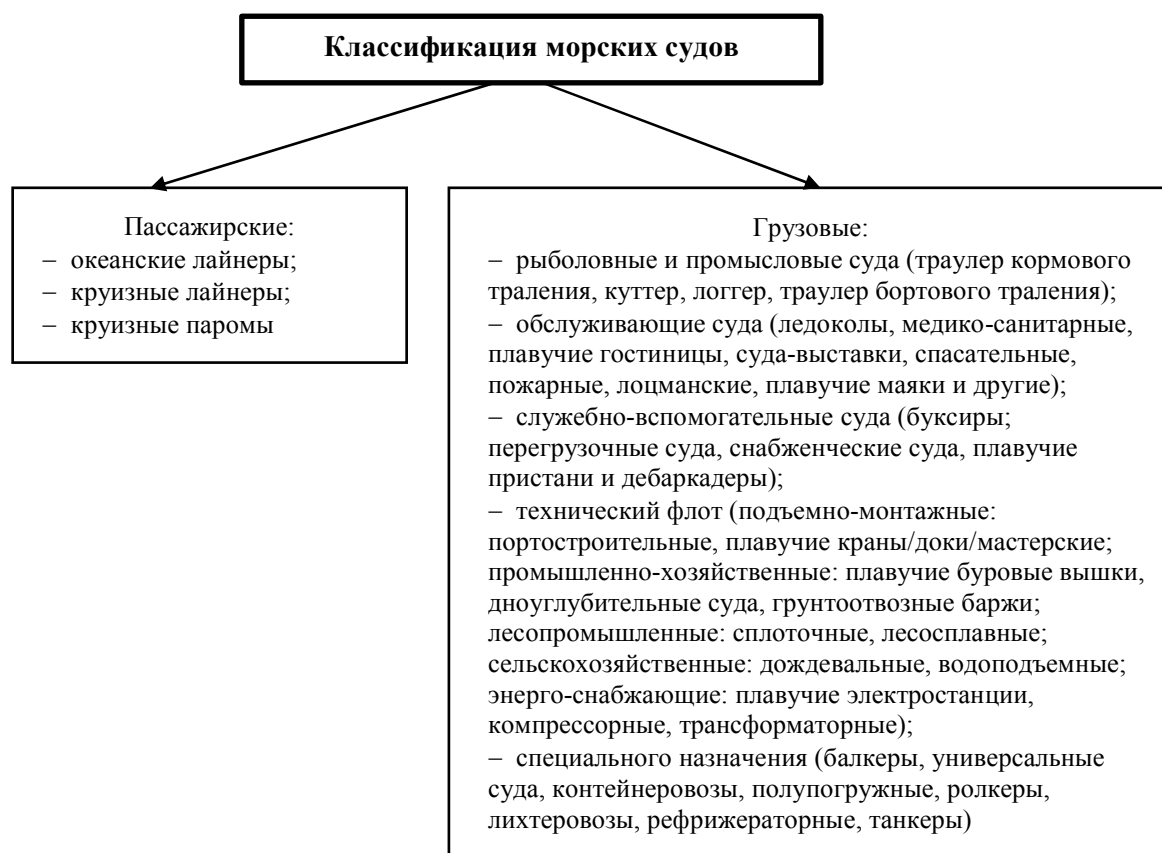 Классификация морских судов
Пассажирские:
– океанские лайнеры;
– круизные лайнеры;
– круизные паромы
Грузовые:
– рыболовные и промысловые суда (траулер кормового
траления, куттер, логгер, траулер бортового траления);
– обслуживающие суда (ледоколы, медико-санитарные,
плавучие гостиницы, суда-выставки, спасательные,
пожарные, лоцманские, плавучие маяки и другие);
– служебно-вспомогательные суда (буксиры;
перегрузочные суда, снабженческие суда, плавучие
пристани и дебаркадеры);
– технический флот (подъемно-монтажные:
портостроительные, плавучие краны/доки/мастерские;
промышленно-хозяйственные: плавучие буровые вышки,
дноуглубительные суда, грунтоотвозные баржи;
лесопромышленные: сплоточные, лесосплавные;
сельскохозяйственные: дождевальные, водоподъемные;
энерго-снабжающие: плавучие электростанции,
компрессорные, трансформаторные);
– специального назначения (балкеры, универсальные
суда, контейнеровозы, полупогружные, ролкеры,
лихтеровозы, рефрижераторные, танкеры)